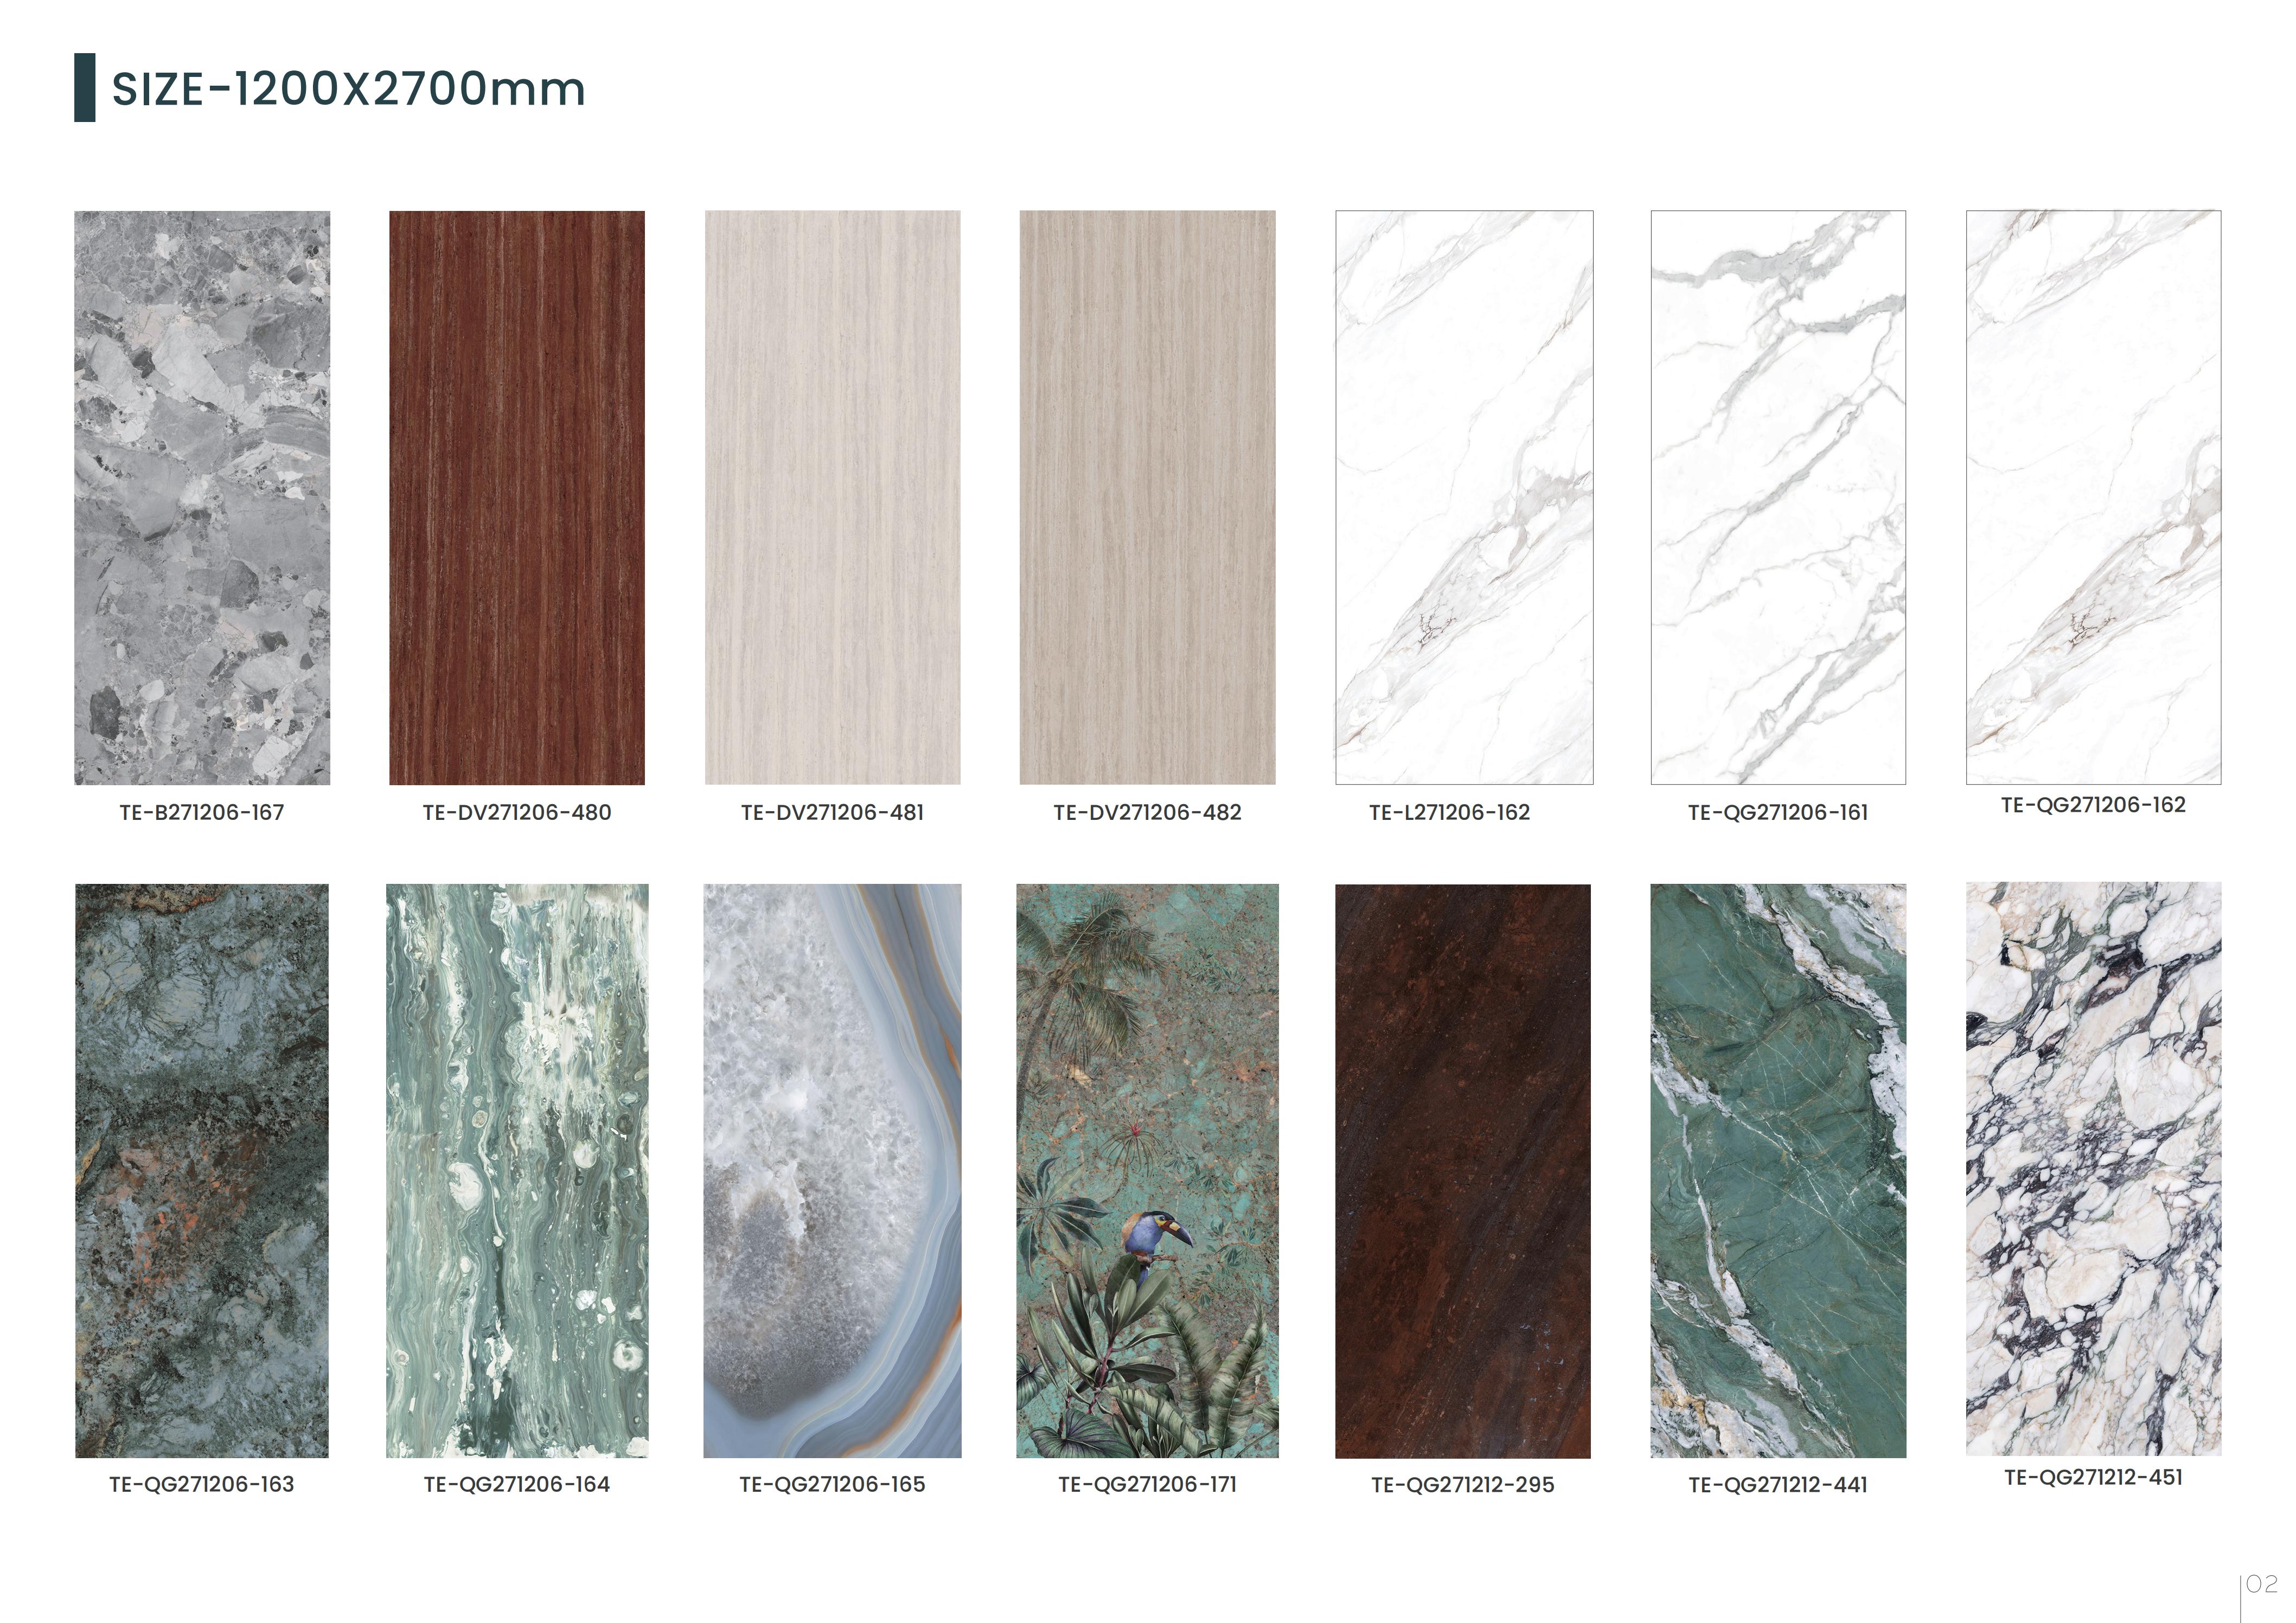 SIZE-1200X2700mm
TE-B271206-167
TE-DV271206-480
TE-DV271206-481
TE-DV271206-482
TE-L271206-162
TE-QG271206-161
TE-QG271206-162
TE-QG271206-163
TE-QG271206-164
TE-QG271206-165
TE-QG271206-171
TE-QG271212-295
TE-QG271212-441
TE-QG271212-451
02